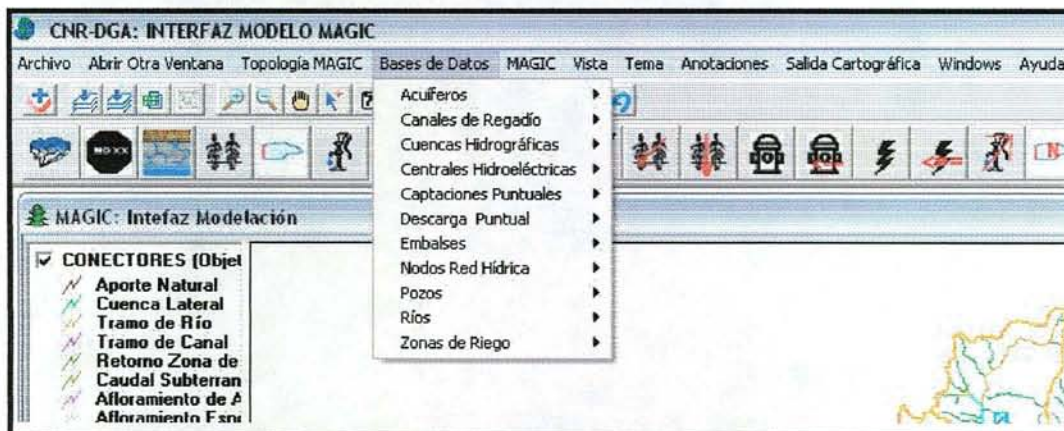 CNR-DGA: INTERFAZ MODELO MAGIC
Archivo Abrir Otra Ventana Topología MAGIC Bases de Datos MAGIC Vista Tema Anotaciones Salida Cartográfica Windows Ayuda
Acuíferos
Canales de Regadío
Cuencas Hidrográficas
Centrales Hidroeléctricas
Captaciones Puntuales
Descarga Puntual
Embalses
Nodos Red Hídrica
Pozos
Ríos
Zonas de Riego
MAGIC: Intefaz Modelación
CONECTORES (Objet
Aporte Natural
Cuenca Lateral
Tramo de Río
Tramo de Canal
Retorno Zona de
Caudal Subterran
Afloramiento de A